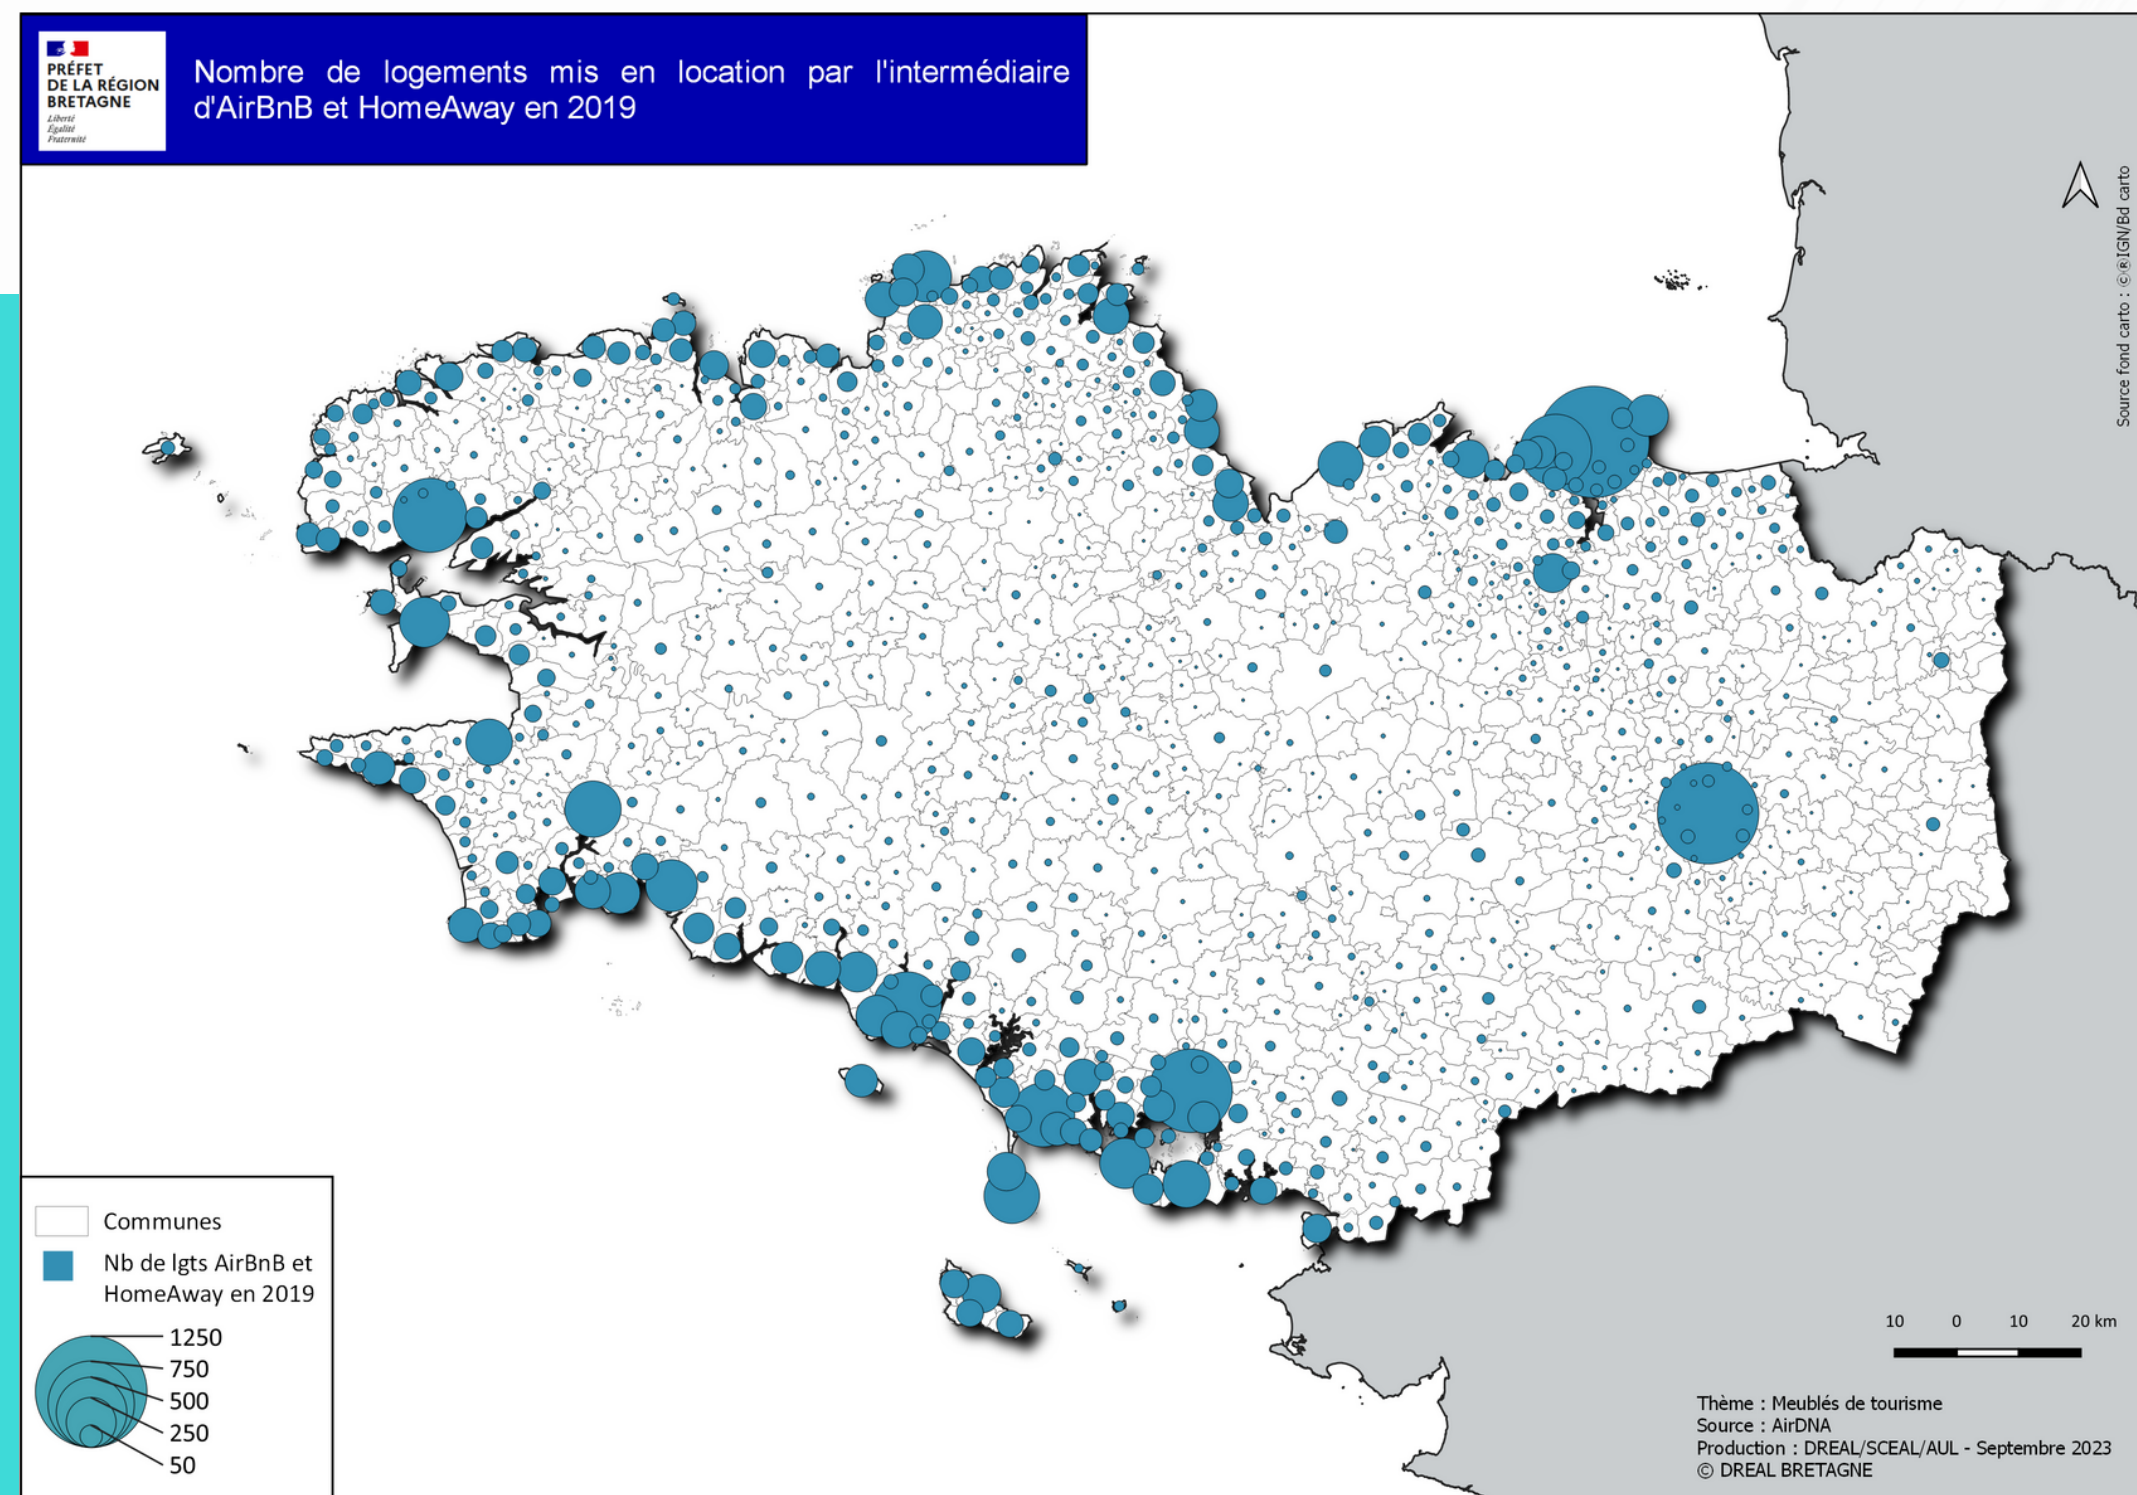 PRÉFET
DE LA RÉGION
BRETAGNE
Liberté
Égalité
Fraternité
Nombre de logements mis en location par l'intermédiaire
d'AirBnB et HomeAway en 2019
Source fond carto : ©®IGN/Bd carto
Communes
Nb de lgts AirBnB et
HomeAway en 2019
1250
750
500
250
50
10 0 10 20 km
Thème : Meublés de tourisme
Source : AirDNA
Production : DREAL/SCEAL/AUL - Septembre 2023
© DREAL BRETAGNE